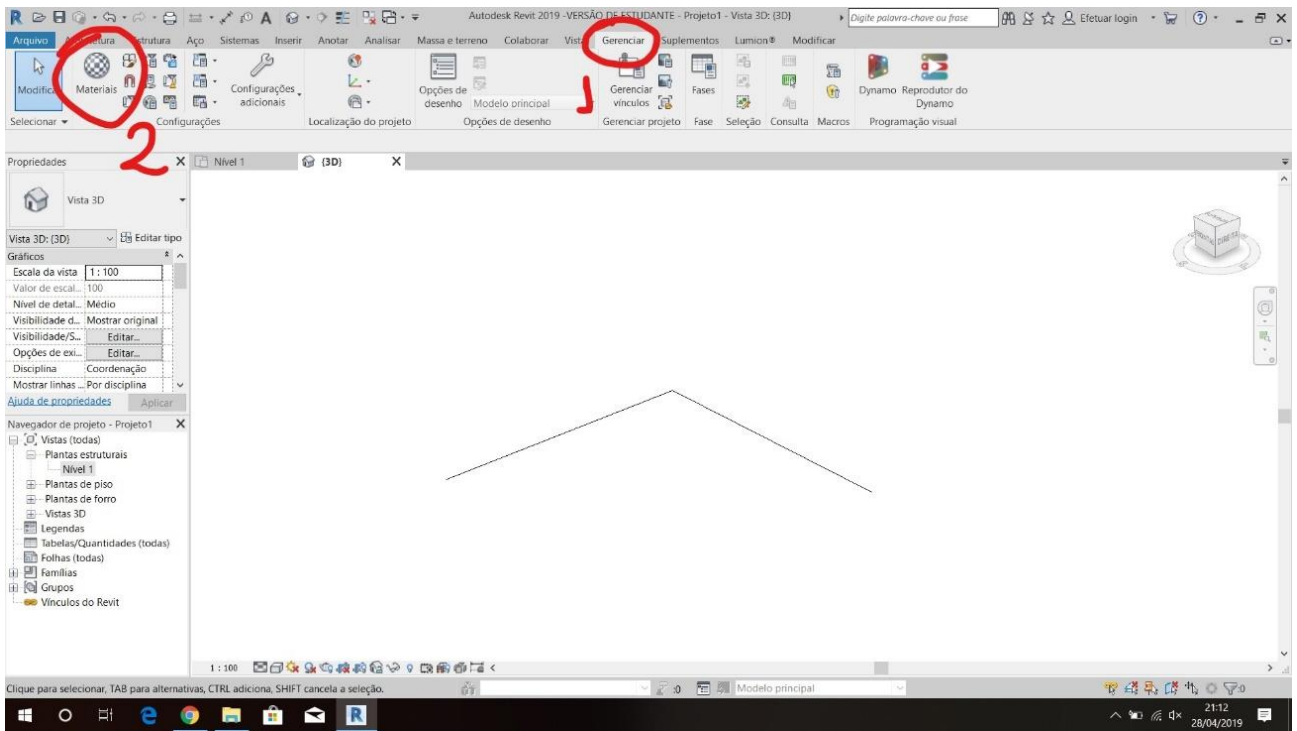 Autodesk Revit 2019 -VERSÃO DE ESTUDANTE - Projeto1 - Vista 3D: {3D}
Digite palavra-chave ou frase
Efetuar login
Arquivo
Estrutura Aço Sistemas Inserir Anotar Analisar Massa e terreno Colaborar Vista Gerenciar Suplementos Lumion® Modificar
Materiais
Configurações adicionais
Opções de desenho
Modelo principal
Gerenciar vínculos
Fases
Dynamo
Reprodutor do Dynamo
1
Selecionar
Configurações
Localização do projeto
Opções de desenho
Gerenciar projeto
Fase
Seleção
Consulta
Macros
Programação visual
2
Propriedades
Nível 1
{3D}
Vista 3D
Vista 3D: {3D}
Editar tipo
Gráficos
Escala da vista 1 : 100
Valor de escal... 100
Nível de detal... Médio
Visibilidade d... Mostrar original
Visibilidade/S... Editar...
Opções de exi... Editar...
Disciplina Coordenação
Mostrar linhas ... Por disciplina
Ajuda de propriedades Aplicar
Navegador de projeto - Projeto1
Vistas (todas)
Plantas estruturais
Nível 1
Plantas de piso
Plantas de forro
Vistas 3D
Legendas
Tabelas/Quantidades (todas)
Folhas (todas)
Famílias
Grupos
Vínculos do Revit
1 : 100
Clique para selecionar, TAB para alternativas, CTRL adiciona, SHIFT cancela a seleção.
:0
Modelo principal
:0
21:12
28/04/2019